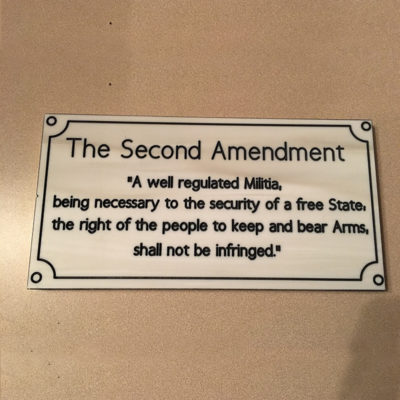 The Second Amendment
"A well regulated Militia,
being necessary to the security of a free State,
the right of the people to keep and bear Arms,
shall not be infringed."